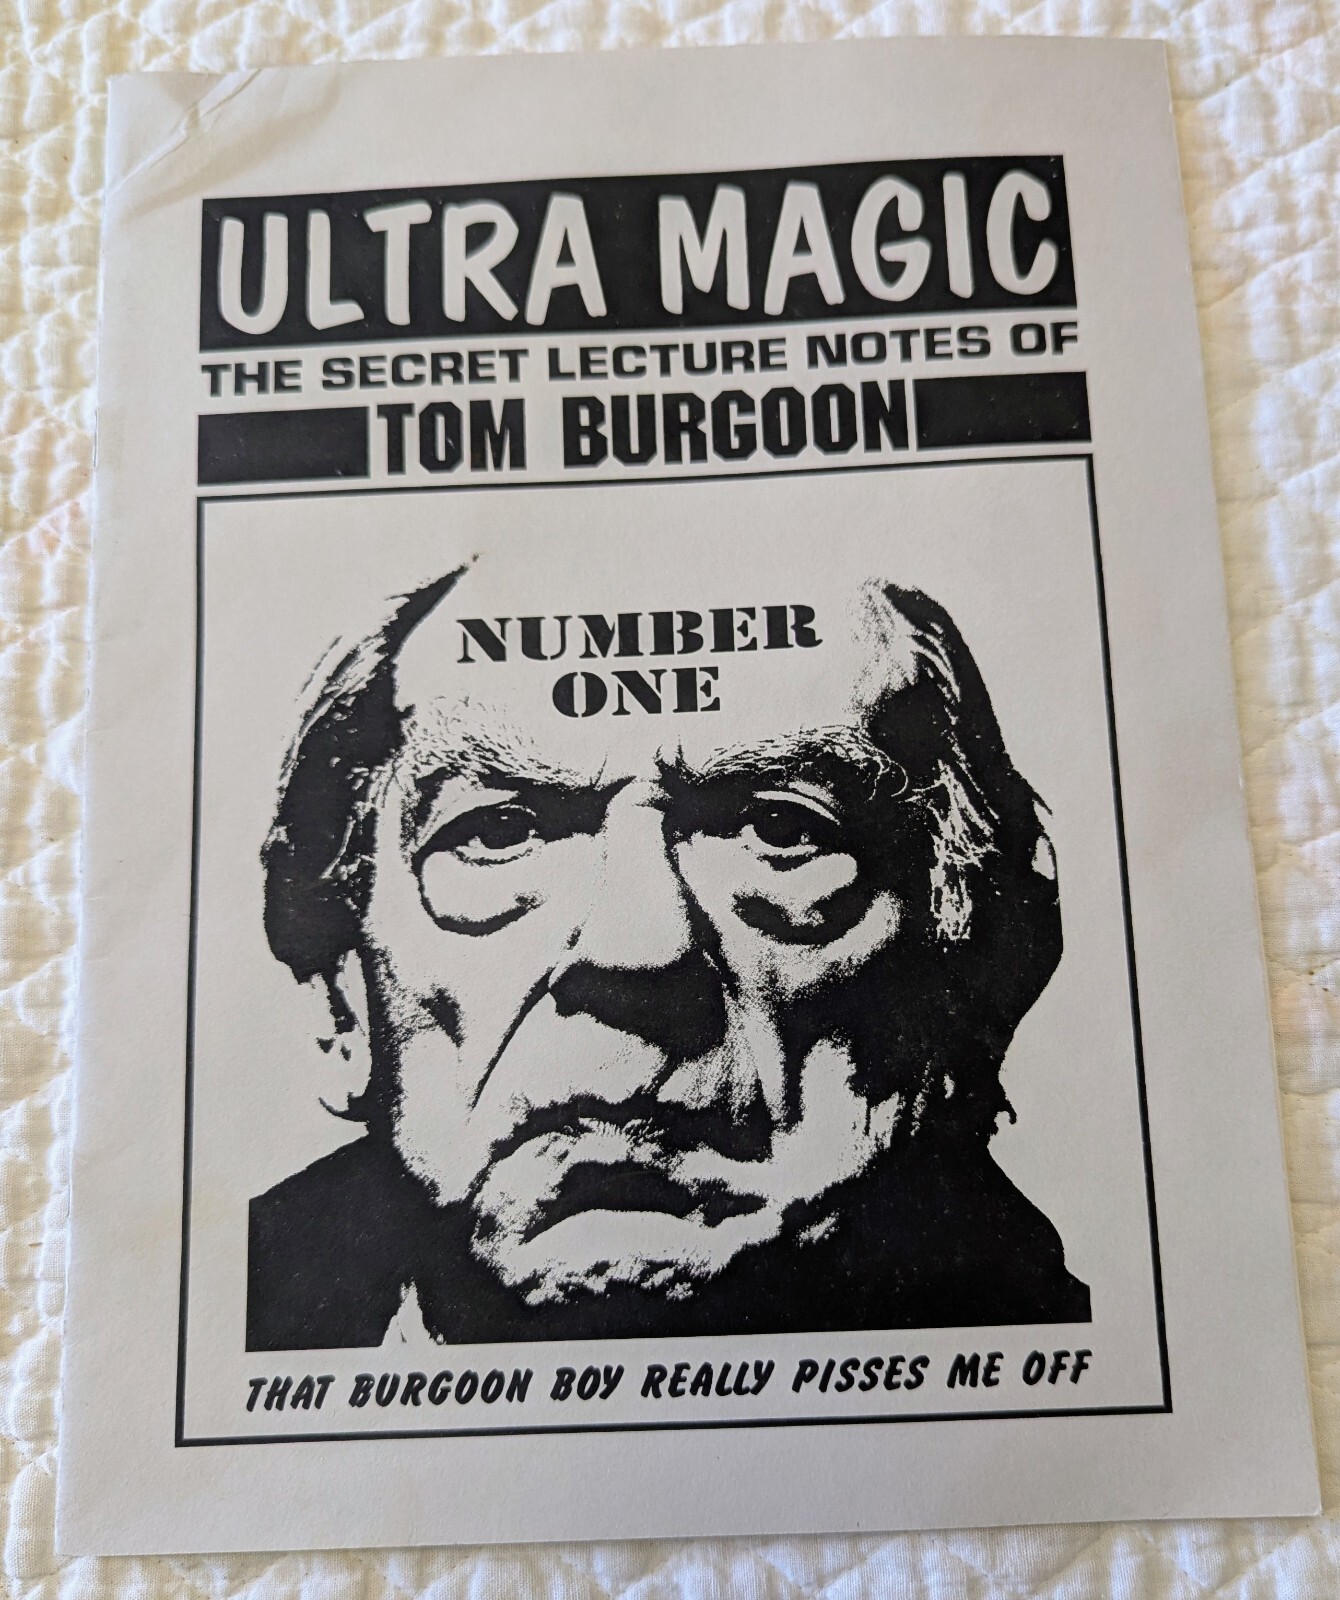 ULTRA MAGIC
THE SECRET LECTURE NOTES OF
TOM BURGOON
NUMBER
ONE
THAT BURGOON BOY REALLY PISSES ME OFF